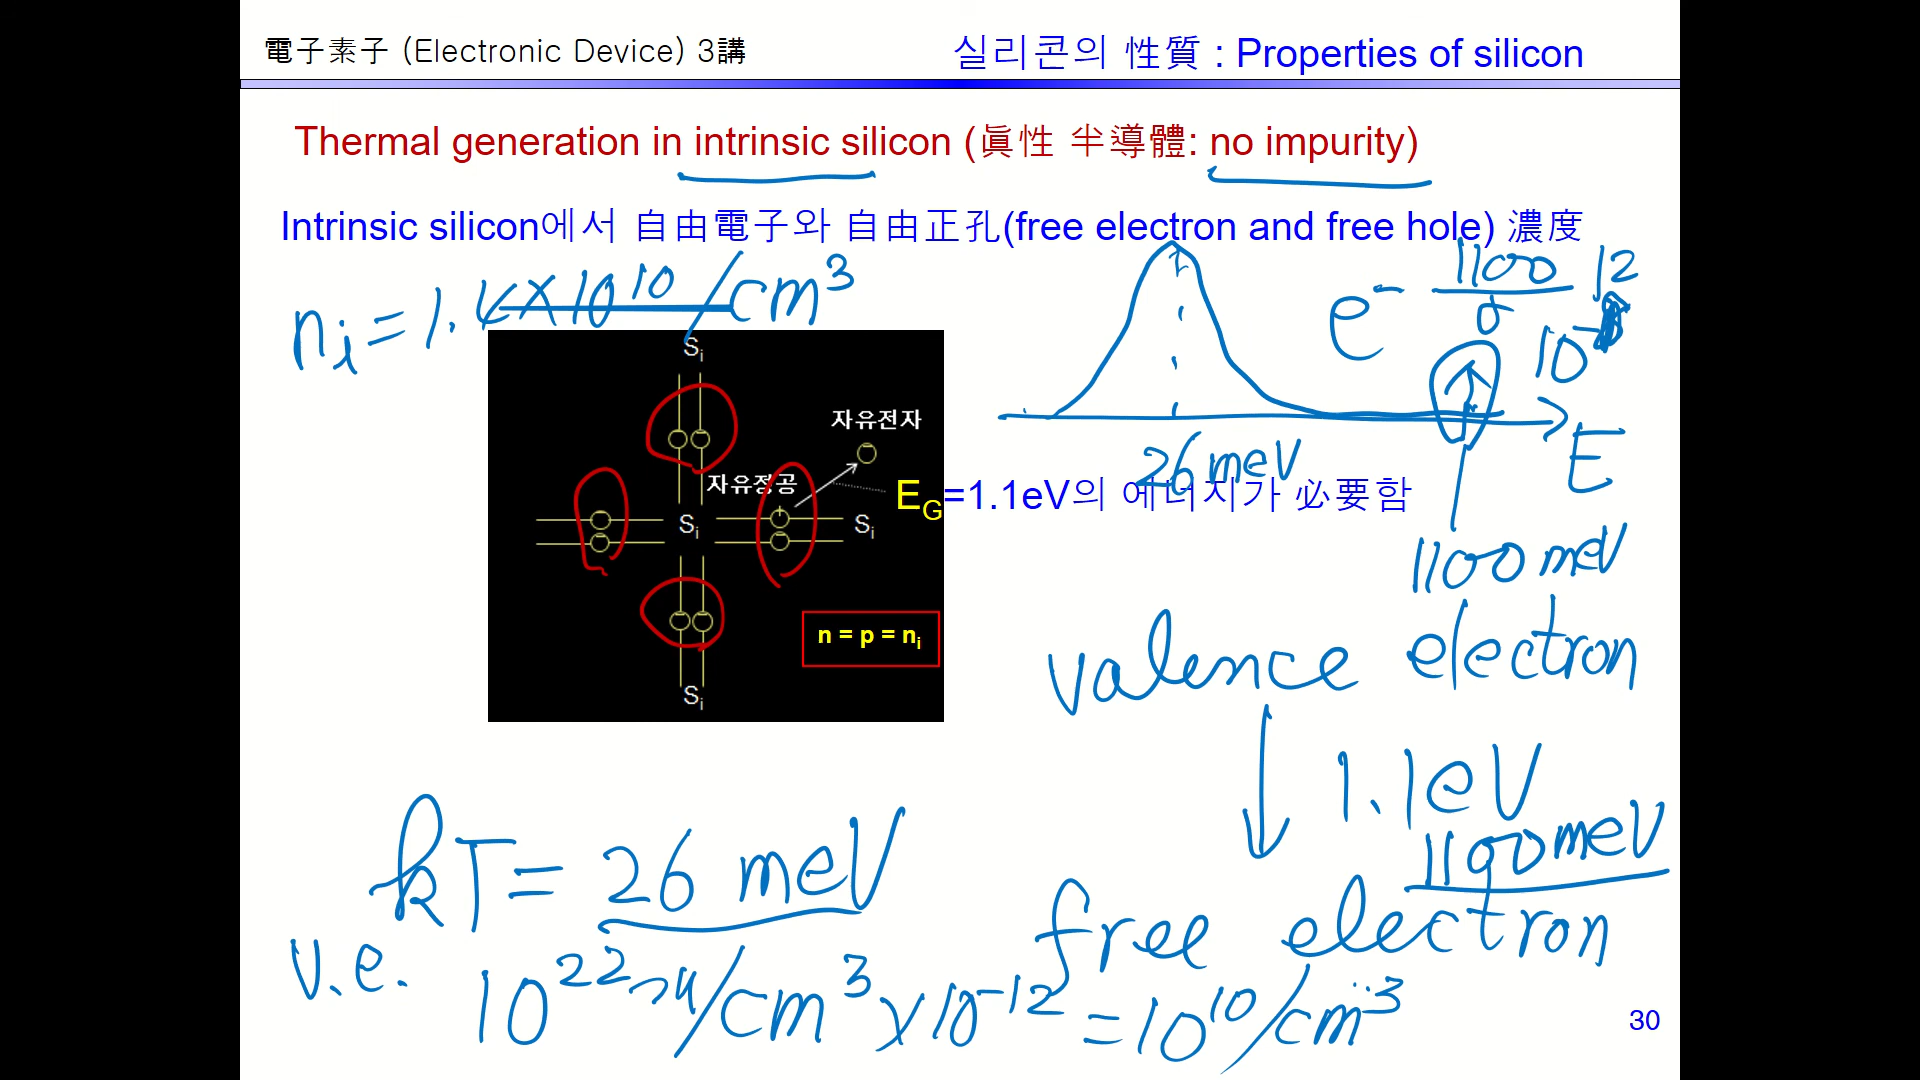 電子素子 (Electronic Device) 3講
실리콘의 性質 : Properties of silicon
Thermal generation in intrinsic silicon (眞性 半導體: no impurity)
Intrinsic silicon에서 自由電子와 自由正孔(free electron and free hole) 濃度
ni = 1.4×10^10/cm^3
e^-
1100
12
10^-
26 meV
E
Si
자유전자
자유정공
EG=1.1eV의 에너지가 必要함
Si
Si
1100 meV
n = p = ni
Si
valence electron
1.1eV
1100meV
kT = 26 meV
free electron
v.e.
10^22 개/cm^3 × 10^-12 = 10^10/cm^-3
30